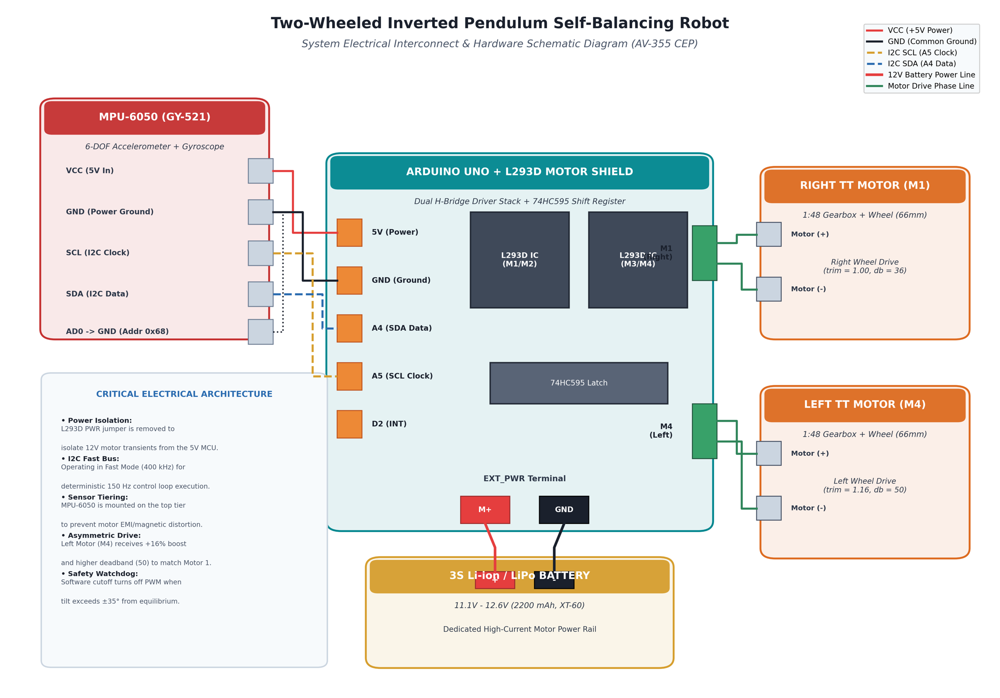 Two-Wheeled Inverted Pendulum Self-Balancing Robot
System Electrical Interconnect & Hardware Schematic Diagram (AV-355 CEP)
VCC (+5V Power)
GND (Common Ground)
I2C SCL (A5 Clock)
I2C SDA (A4 Data)
12V Battery Power Line
Motor Drive Phase Line
MPU-6050 (GY-521)
6-DOF Accelerometer + Gyroscope
VCC (5V In)
GND (Power Ground)
SCL (I2C Clock)
SDA (I2C Data)
AD0 -> GND (Addr 0x68)
ARDUINO UNO + L293D MOTOR SHIELD
Dual H-Bridge Driver Stack + 74HC595 Shift Register
5V (Power)
GND (Ground)
A4 (SDA Data)
A5 (SCL Clock)
D2 (INT)
L293D IC
(M1/M2)
L293D IC
(M3/M4)
M1
(Right)
74HC595 Latch
M4
(Left)
EXT_PWR Terminal
M+
GND
RIGHT TT MOTOR (M1)
1:48 Gearbox + Wheel (66mm)
Motor (+)
Right Wheel Drive
(trim = 1.00, db = 36)
Motor (-)
LEFT TT MOTOR (M4)
1:48 Gearbox + Wheel (66mm)
Motor (+)
Left Wheel Drive
(trim = 1.16, db = 50)
Motor (-)
CRITICAL ELECTRICAL ARCHITECTURE
• Power Isolation:
L293D PWR jumper is removed to
isolate 12V motor transients from the 5V MCU.
• I2C Fast Bus:
Operating in Fast Mode (400 kHz) for
deterministic 150 Hz control loop execution.
• Sensor Tiering:
MPU-6050 is mounted on the top tier
to prevent motor EMI/magnetic distortion.
• Asymmetric Drive:
Left Motor (M4) receives +16% boost
and higher deadband (50) to match Motor 1.
• Safety Watchdog:
Software cutoff turns off PWM when
tilt exceeds ±35° from equilibrium.
3S Li-ion / LiPo BATTERY
+
-
11.1V - 12.6V (2200 mAh, XT-60)
Dedicated High-Current Motor Power Rail